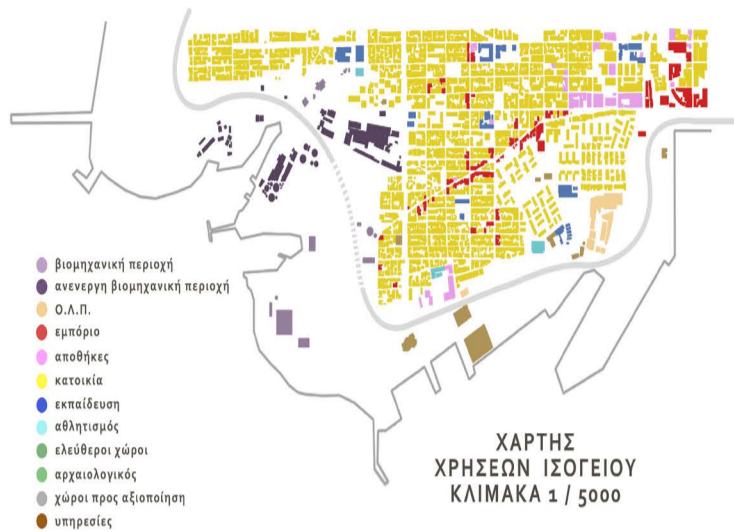 βιομηχανική περιοχή
ανενεργη βιομηχανική περιοχή
Ο.Λ.Π.
εμπόριο
αποθήκες
κατοικία
εκπαίδευση
αθλητισμός
ελεύθεροι χώροι
αρχαιολογικός
χώροι προς αξιοποίηση
υπηρεσίες
ΧΑΡΤΗΣ
ΧΡΗΣΕΩΝ ΙΣΟΓΕΙΟΥ
ΚΛΙΜΑΚΑ 1 / 5000